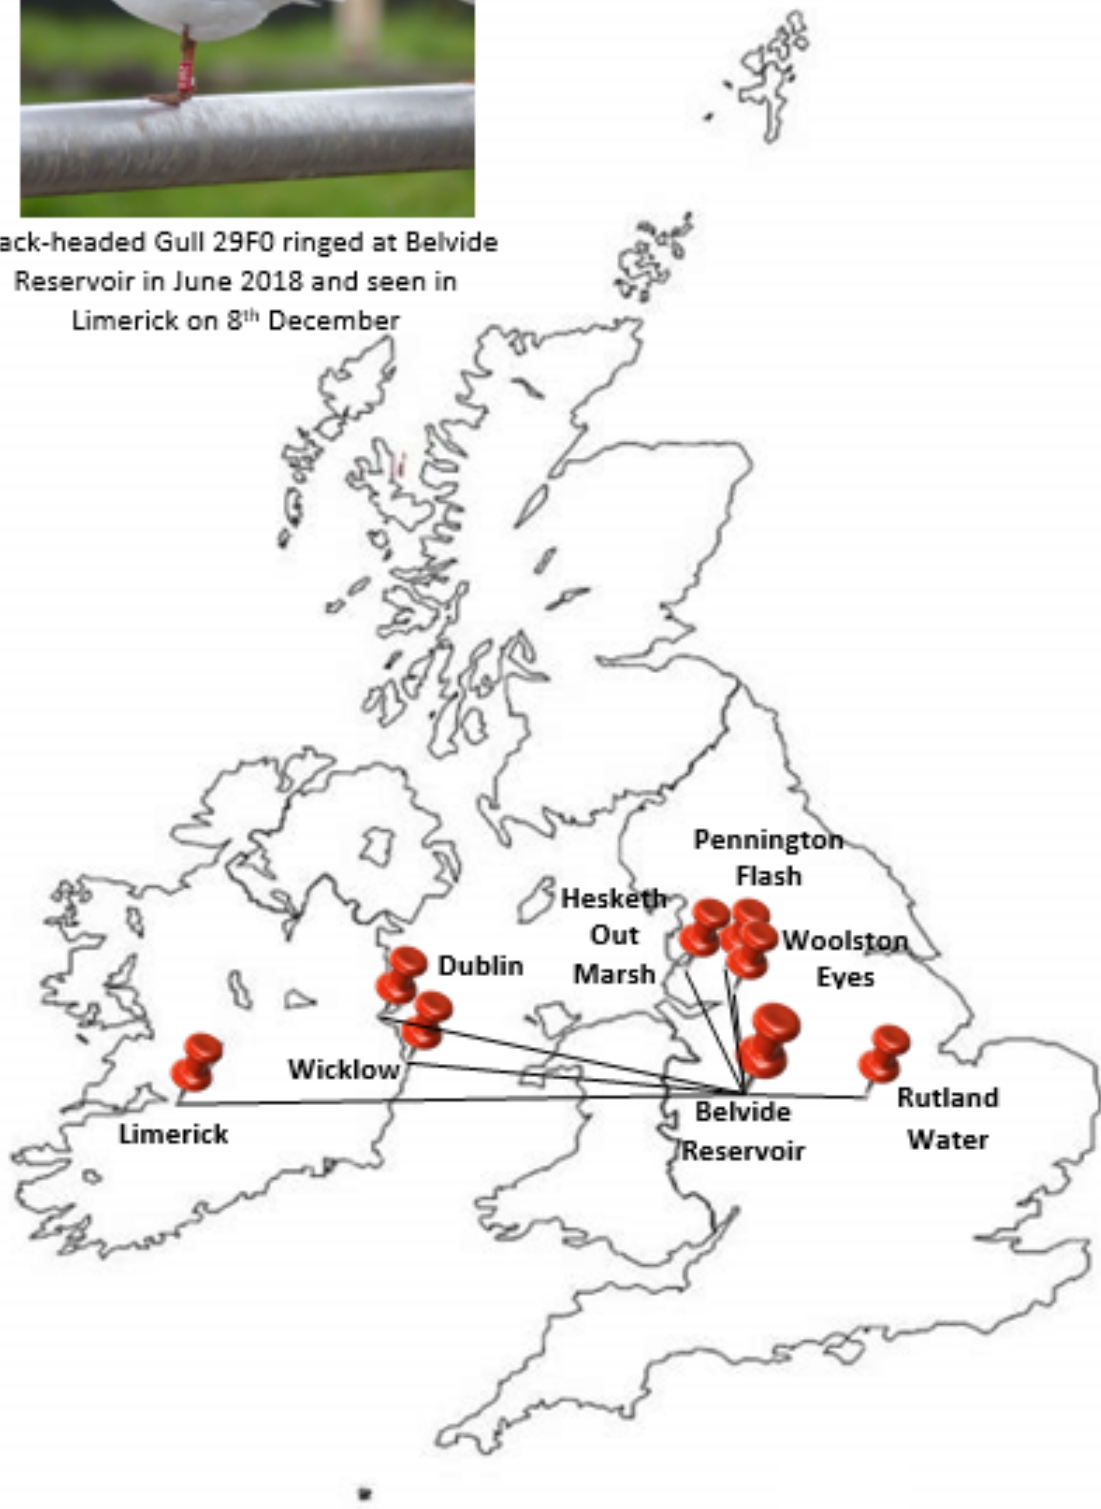 ack-headed Gull 29F0 ringed at Belvide
Reservoir in June 2018 and seen in
Limerick on 8th December
Pennington
Flash
Hesketh
Out
Marsh
Woolston
Eyes
Dublin
Wicklow
Limerick
Belvide
Reservoir
Rutland
Water